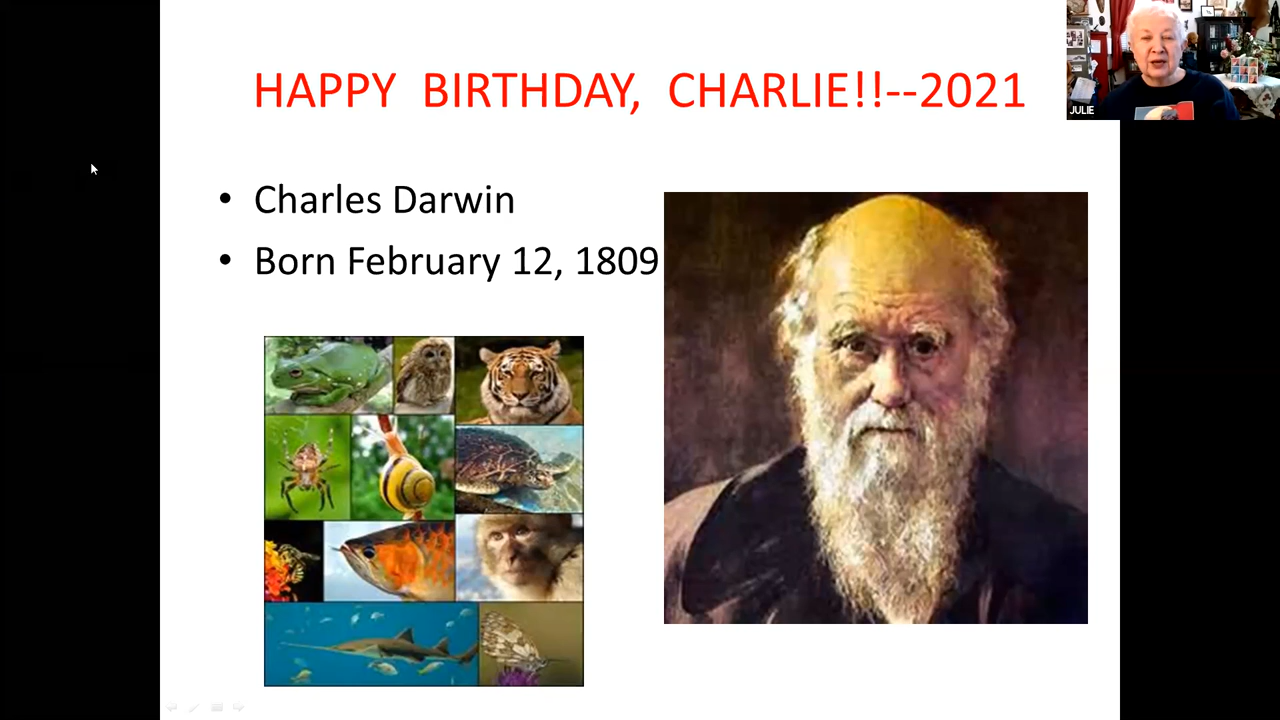 HAPPY BIRTHDAY, CHARLIE!!--2021
JULIE
• Charles Darwin
• Born February 12, 1809